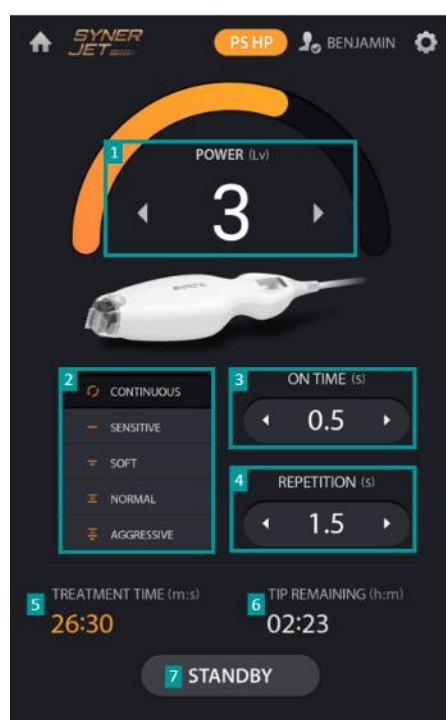 SYNER
JET
PS HP
BENJAMIN
1
POWER (Lv)
3
2
CONTINUOUS
SENSITIVE
SOFT
NORMAL
AGGRESSIVE
3
ON TIME (s)
0.5
4
REPETITION (s)
1.5
5
TREATMENT TIME (m:s)
26:30
6
TIP REMAINING (h:m)
02:23
7
STANDBY